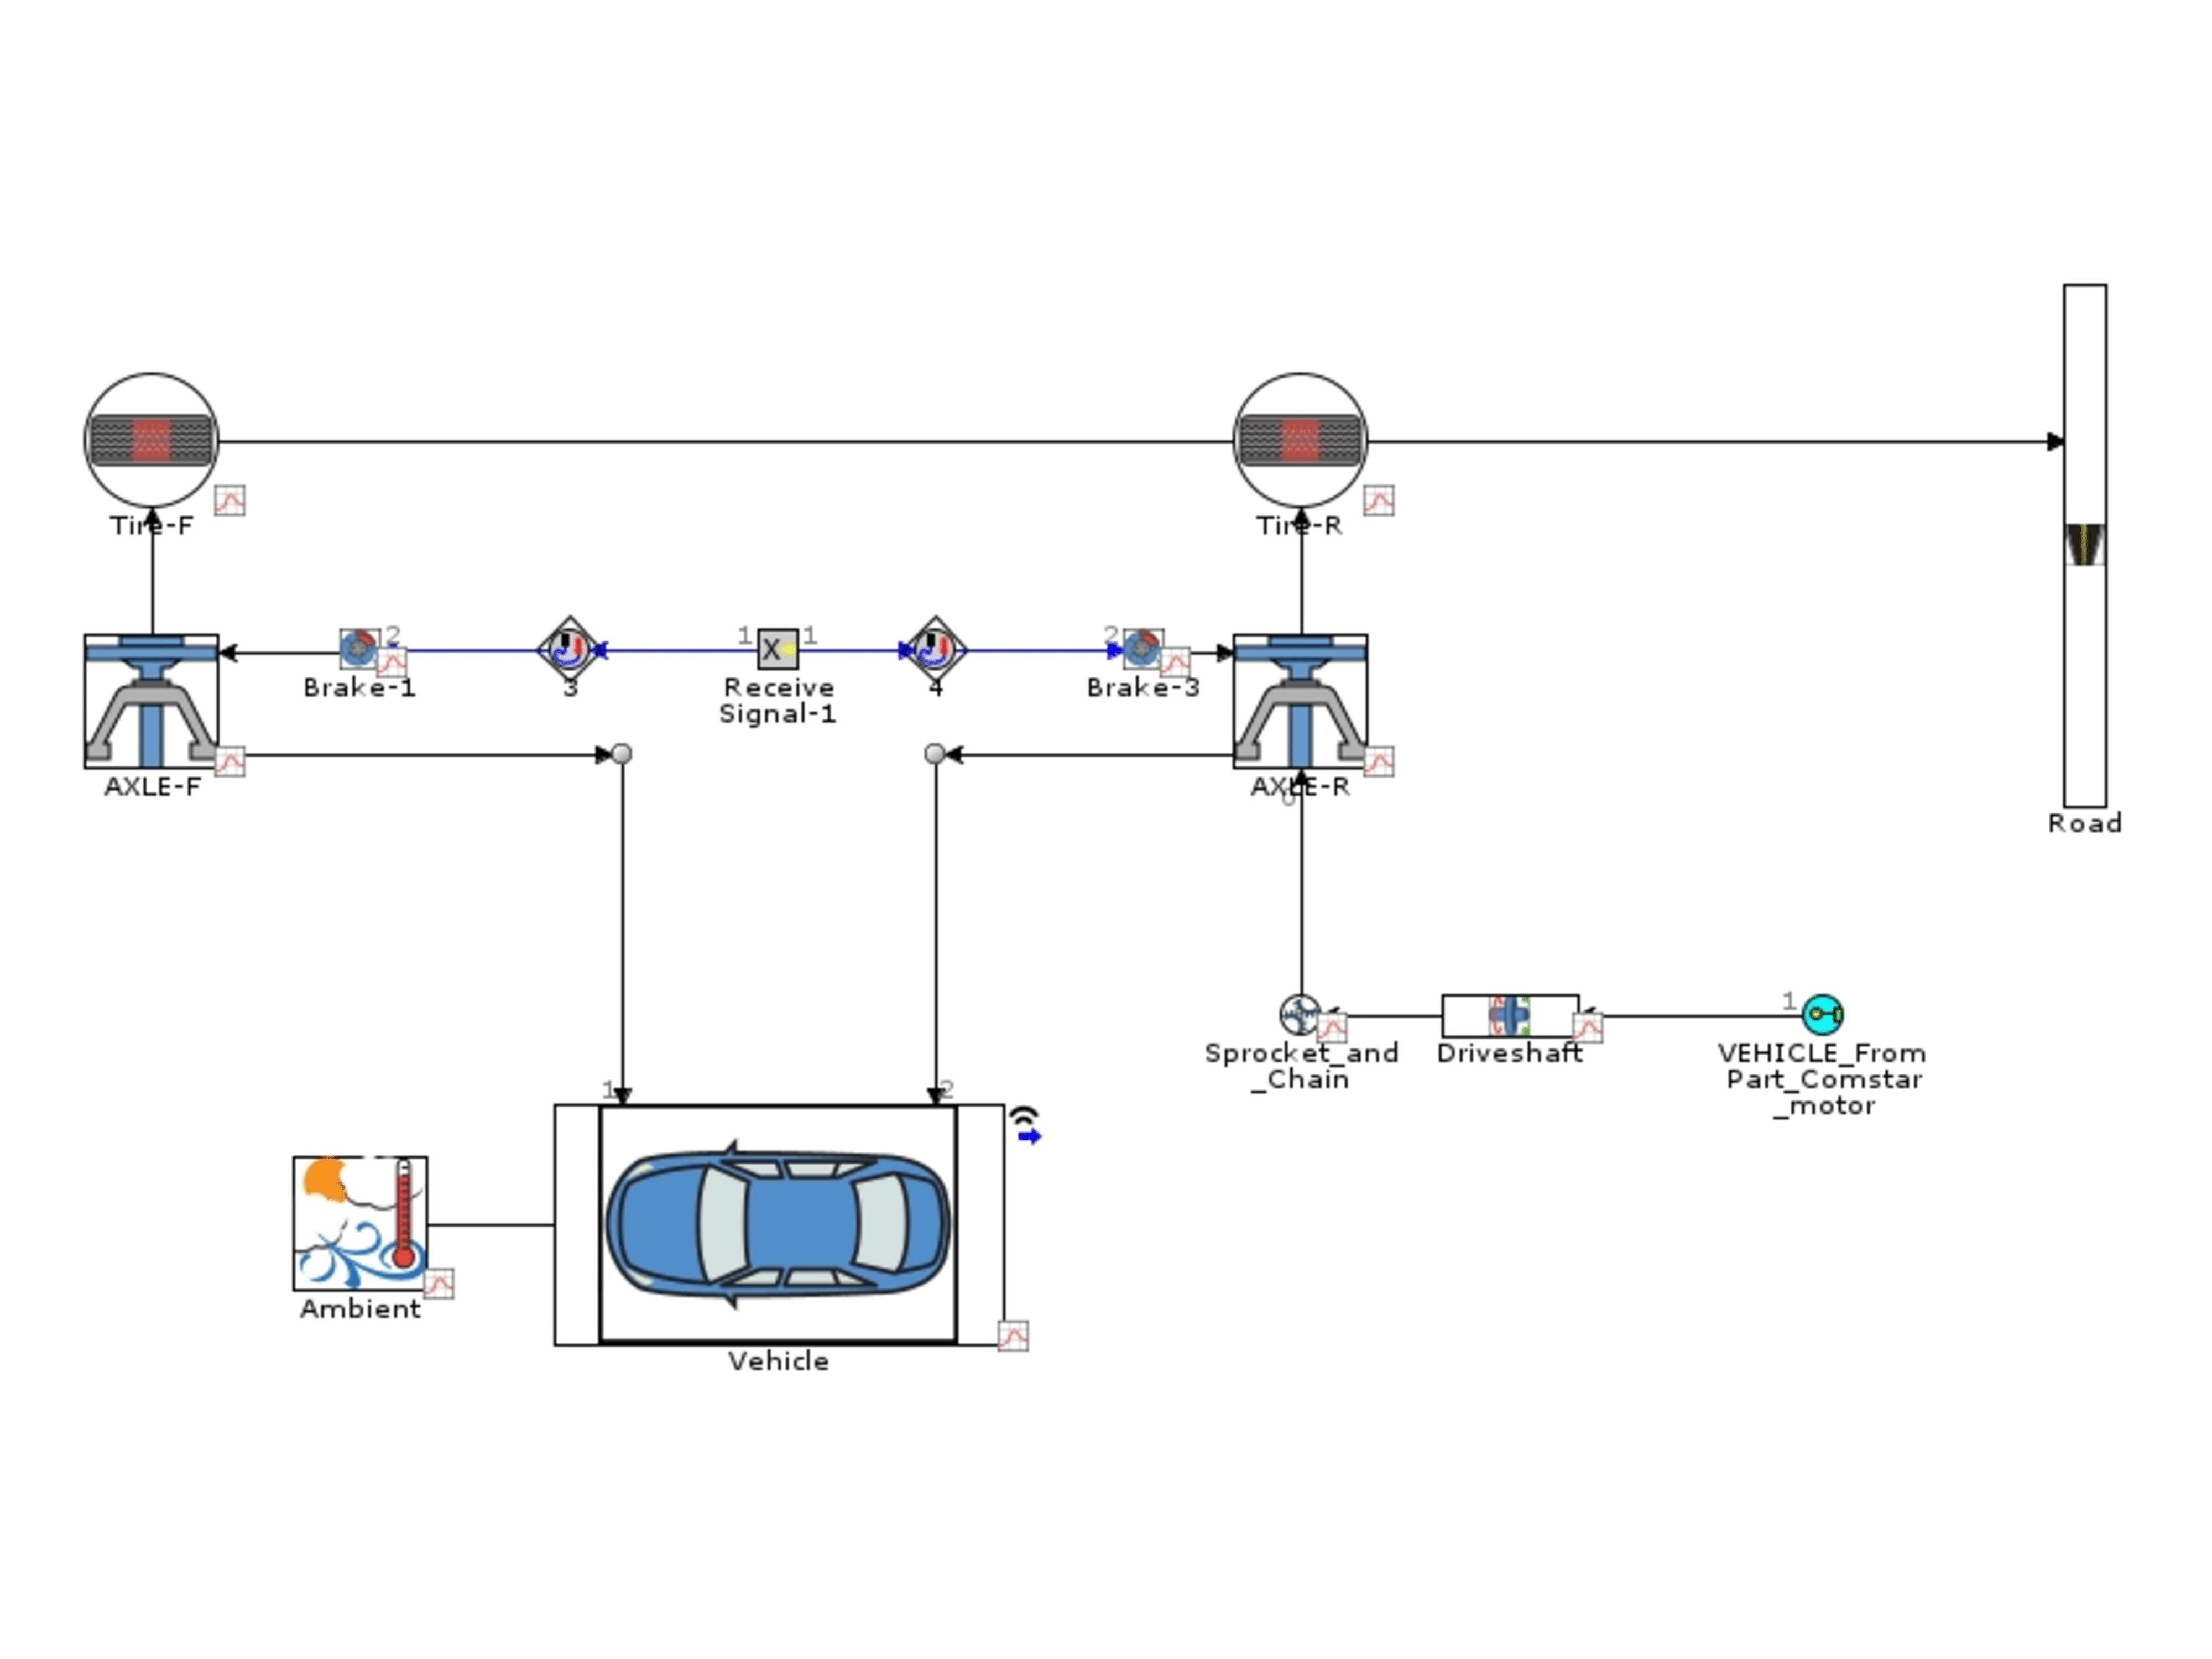 Tire-F
Tire-R
2
1
1
2
X
Brake-1
3
Receive
Signal-1
4
Brake-3
AXLE-F
AXLE-R
6
Road
1
Sprocket_and
_Chain
Driveshaft
VEHICLE_From
Part_Comstar
_motor
1
2
Ambient
Vehicle